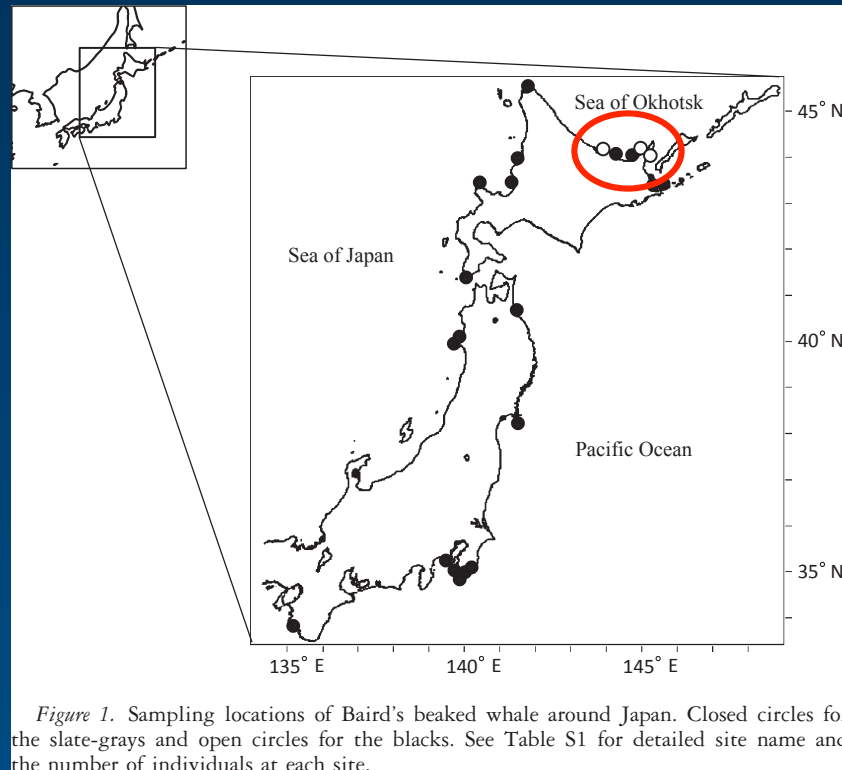 Sea of Okhotsk
45° N
Sea of Japan
40° N
Pacific Ocean
35° N
135° E 140° E 145° E
Figure 1. Sampling locations of Baird's beaked whale around Japan. Closed circles fo
the slate-grays and open circles for the blacks. See Table S1 for detailed site name and
the number of individuals at each site.